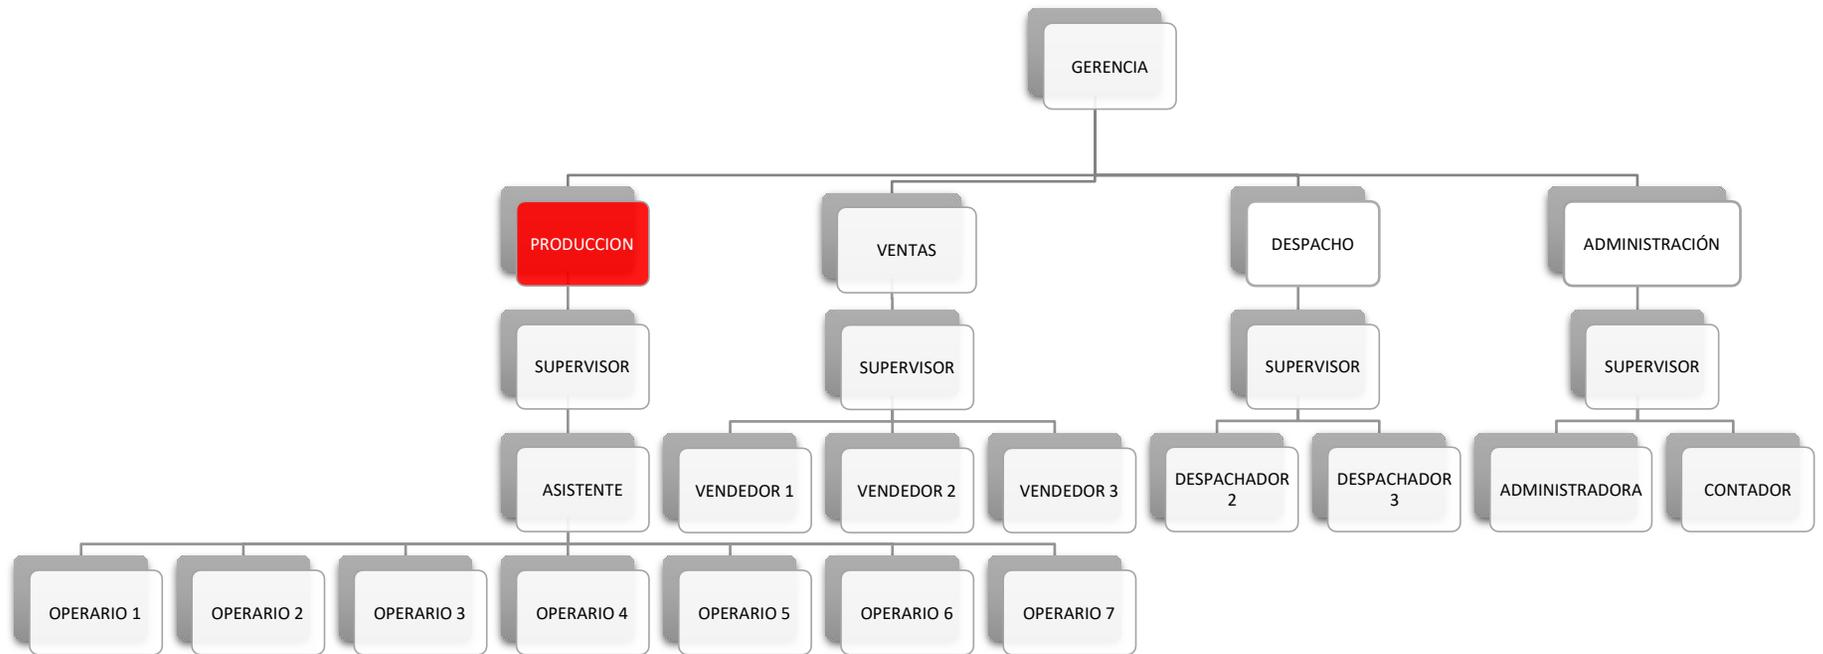 GERENCIA
PRODUCCION
VENTAS
DESPACHO
ADMINISTRACIÓN
SUPERVISOR
SUPERVISOR
SUPERVISOR
SUPERVISOR
ASISTENTE
VENDEDOR 1
VENDEDOR 2
VENDEDOR 3
DESPACHADOR
2
DESPACHADOR
3
ADMINISTRADORA
CONTADOR
OPERARIO 1
OPERARIO 2
OPERARIO 3
OPERARIO 4
OPERARIO 5
OPERARIO 6
OPERARIO 7